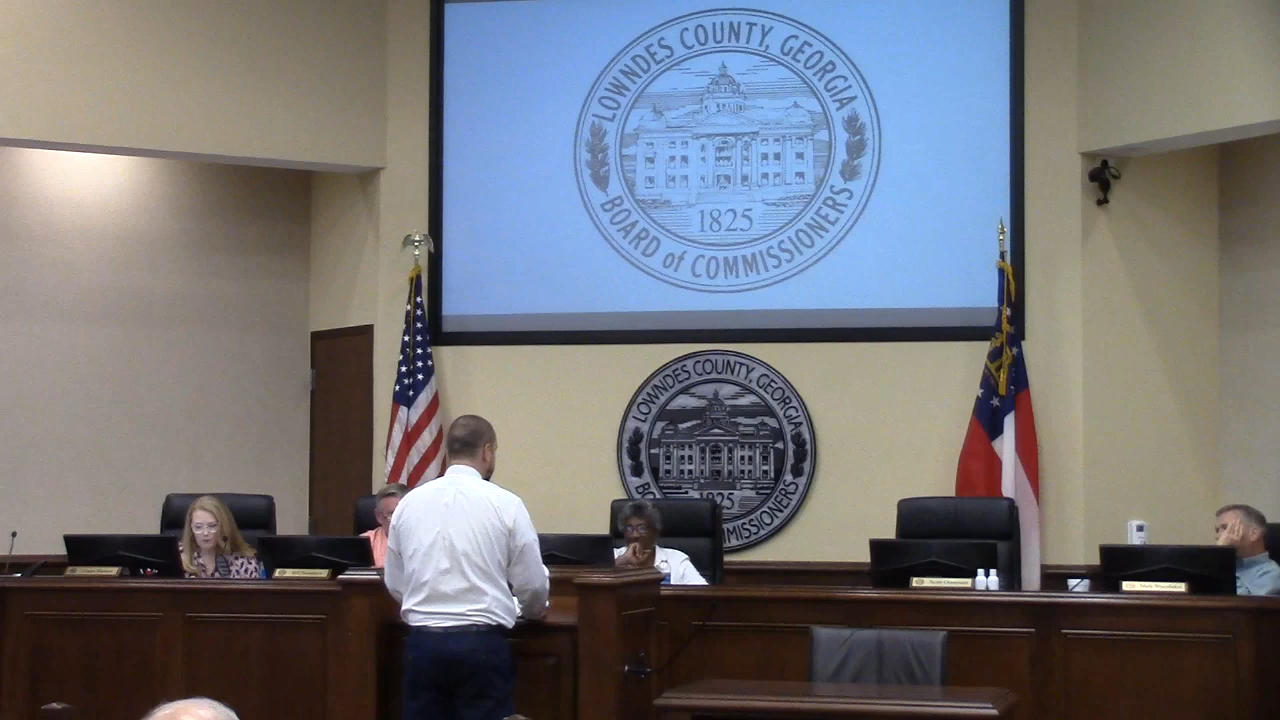 LOWNDES COUNTY, GEORGIA
1825
BOARD of COMMISSIONERS
LOWNDES COUNTY, GEORGIA
1825
COMMISSIONERS